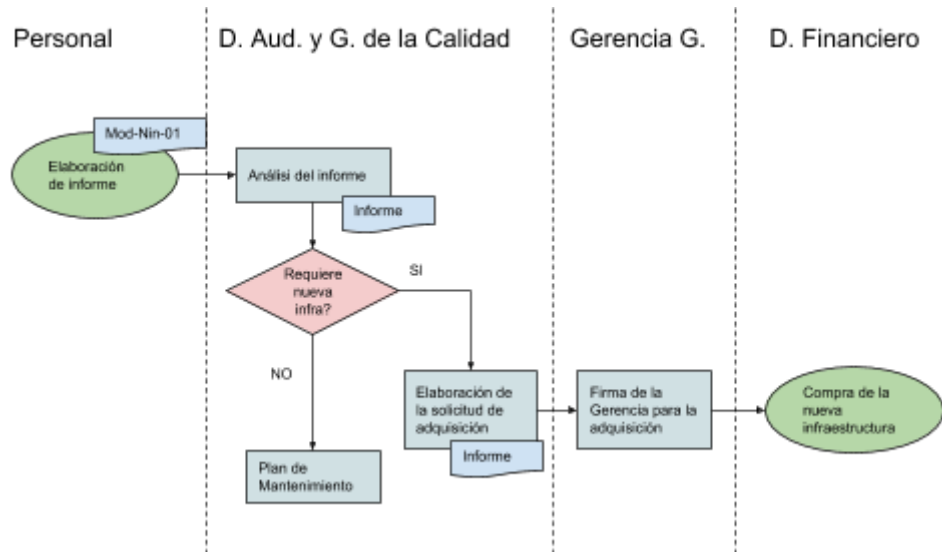 Personal
D. Aud. y G. de la Calidad
Gerencia G.
D. Financiero
Mod-Nin-01
Elaboración
de informe
Análisi del informe
Informe
Requiere
nueva
infra?
SI
NO
Elaboración de
la solicitud de
adquisición
Informe
Firma de la
Gerencia para la
adquisición
Compra de la
nueva
infraestructura
Plan de
Mantenimiento